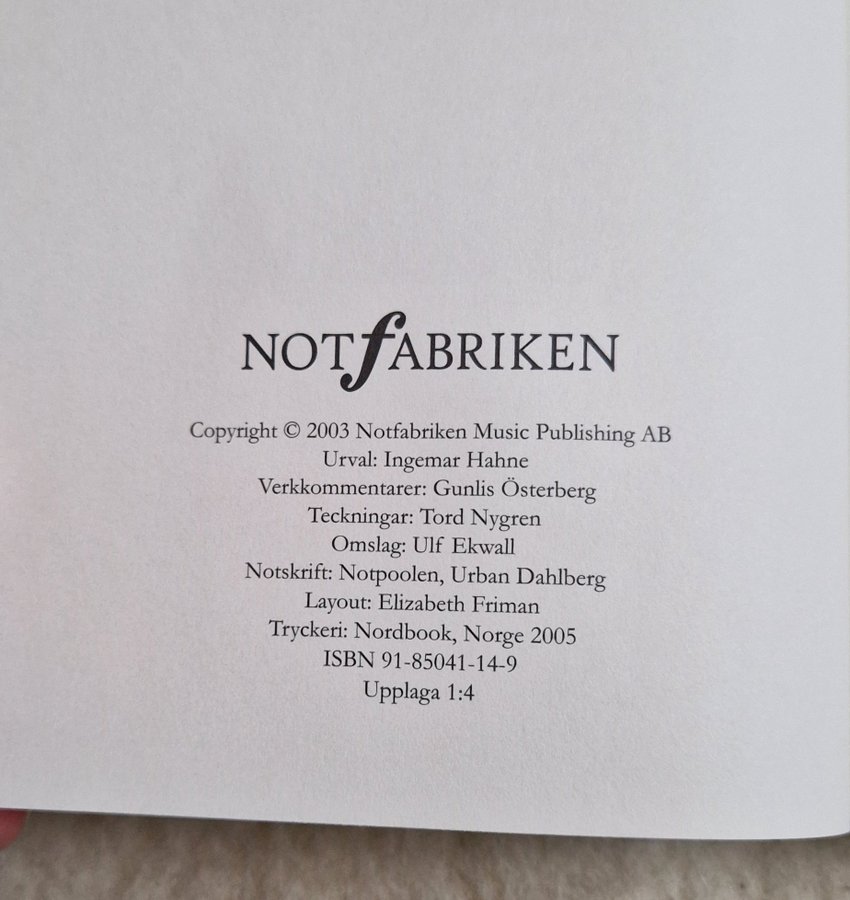 NOTfABRIKEN
Copyright © 2003 Notfabriken Music Publishing AB
Urval: Ingemar Hahne
Verkkommentarer: Gunlis Österberg
Teckningar: Tord Nygren
Omslag: Ulf Ekwall
Notskrift: Notpoolen, Urban Dahlberg
Layout: Elizabeth Friman
Tryckeri: Nordbook, Norge 2005
ISBN 91-85041-14-9
Upplaga 1:4